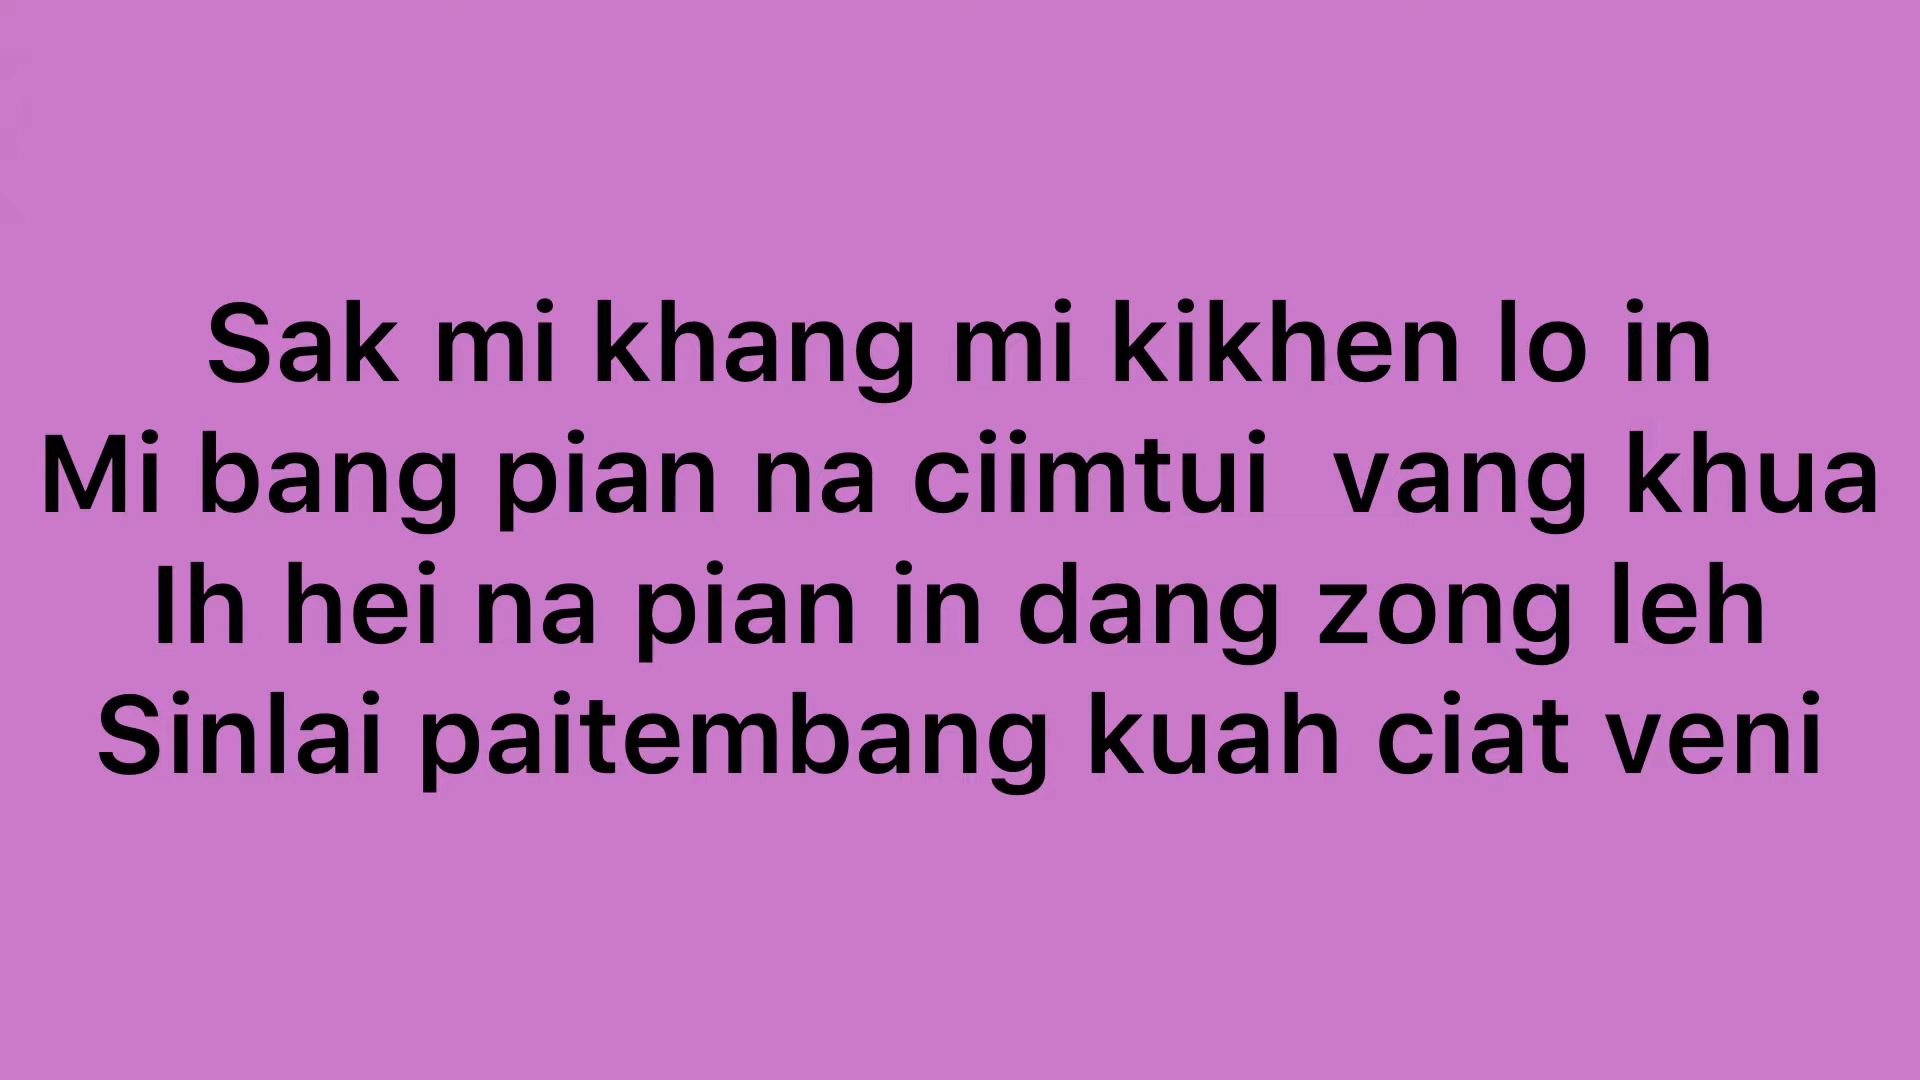 Sak mi khang mi kikhen lo in
Mi bang pian na ciimtui  vang khua
Ih hei na pian in dang zong leh
Sinlai paitembang kuah ciat veni